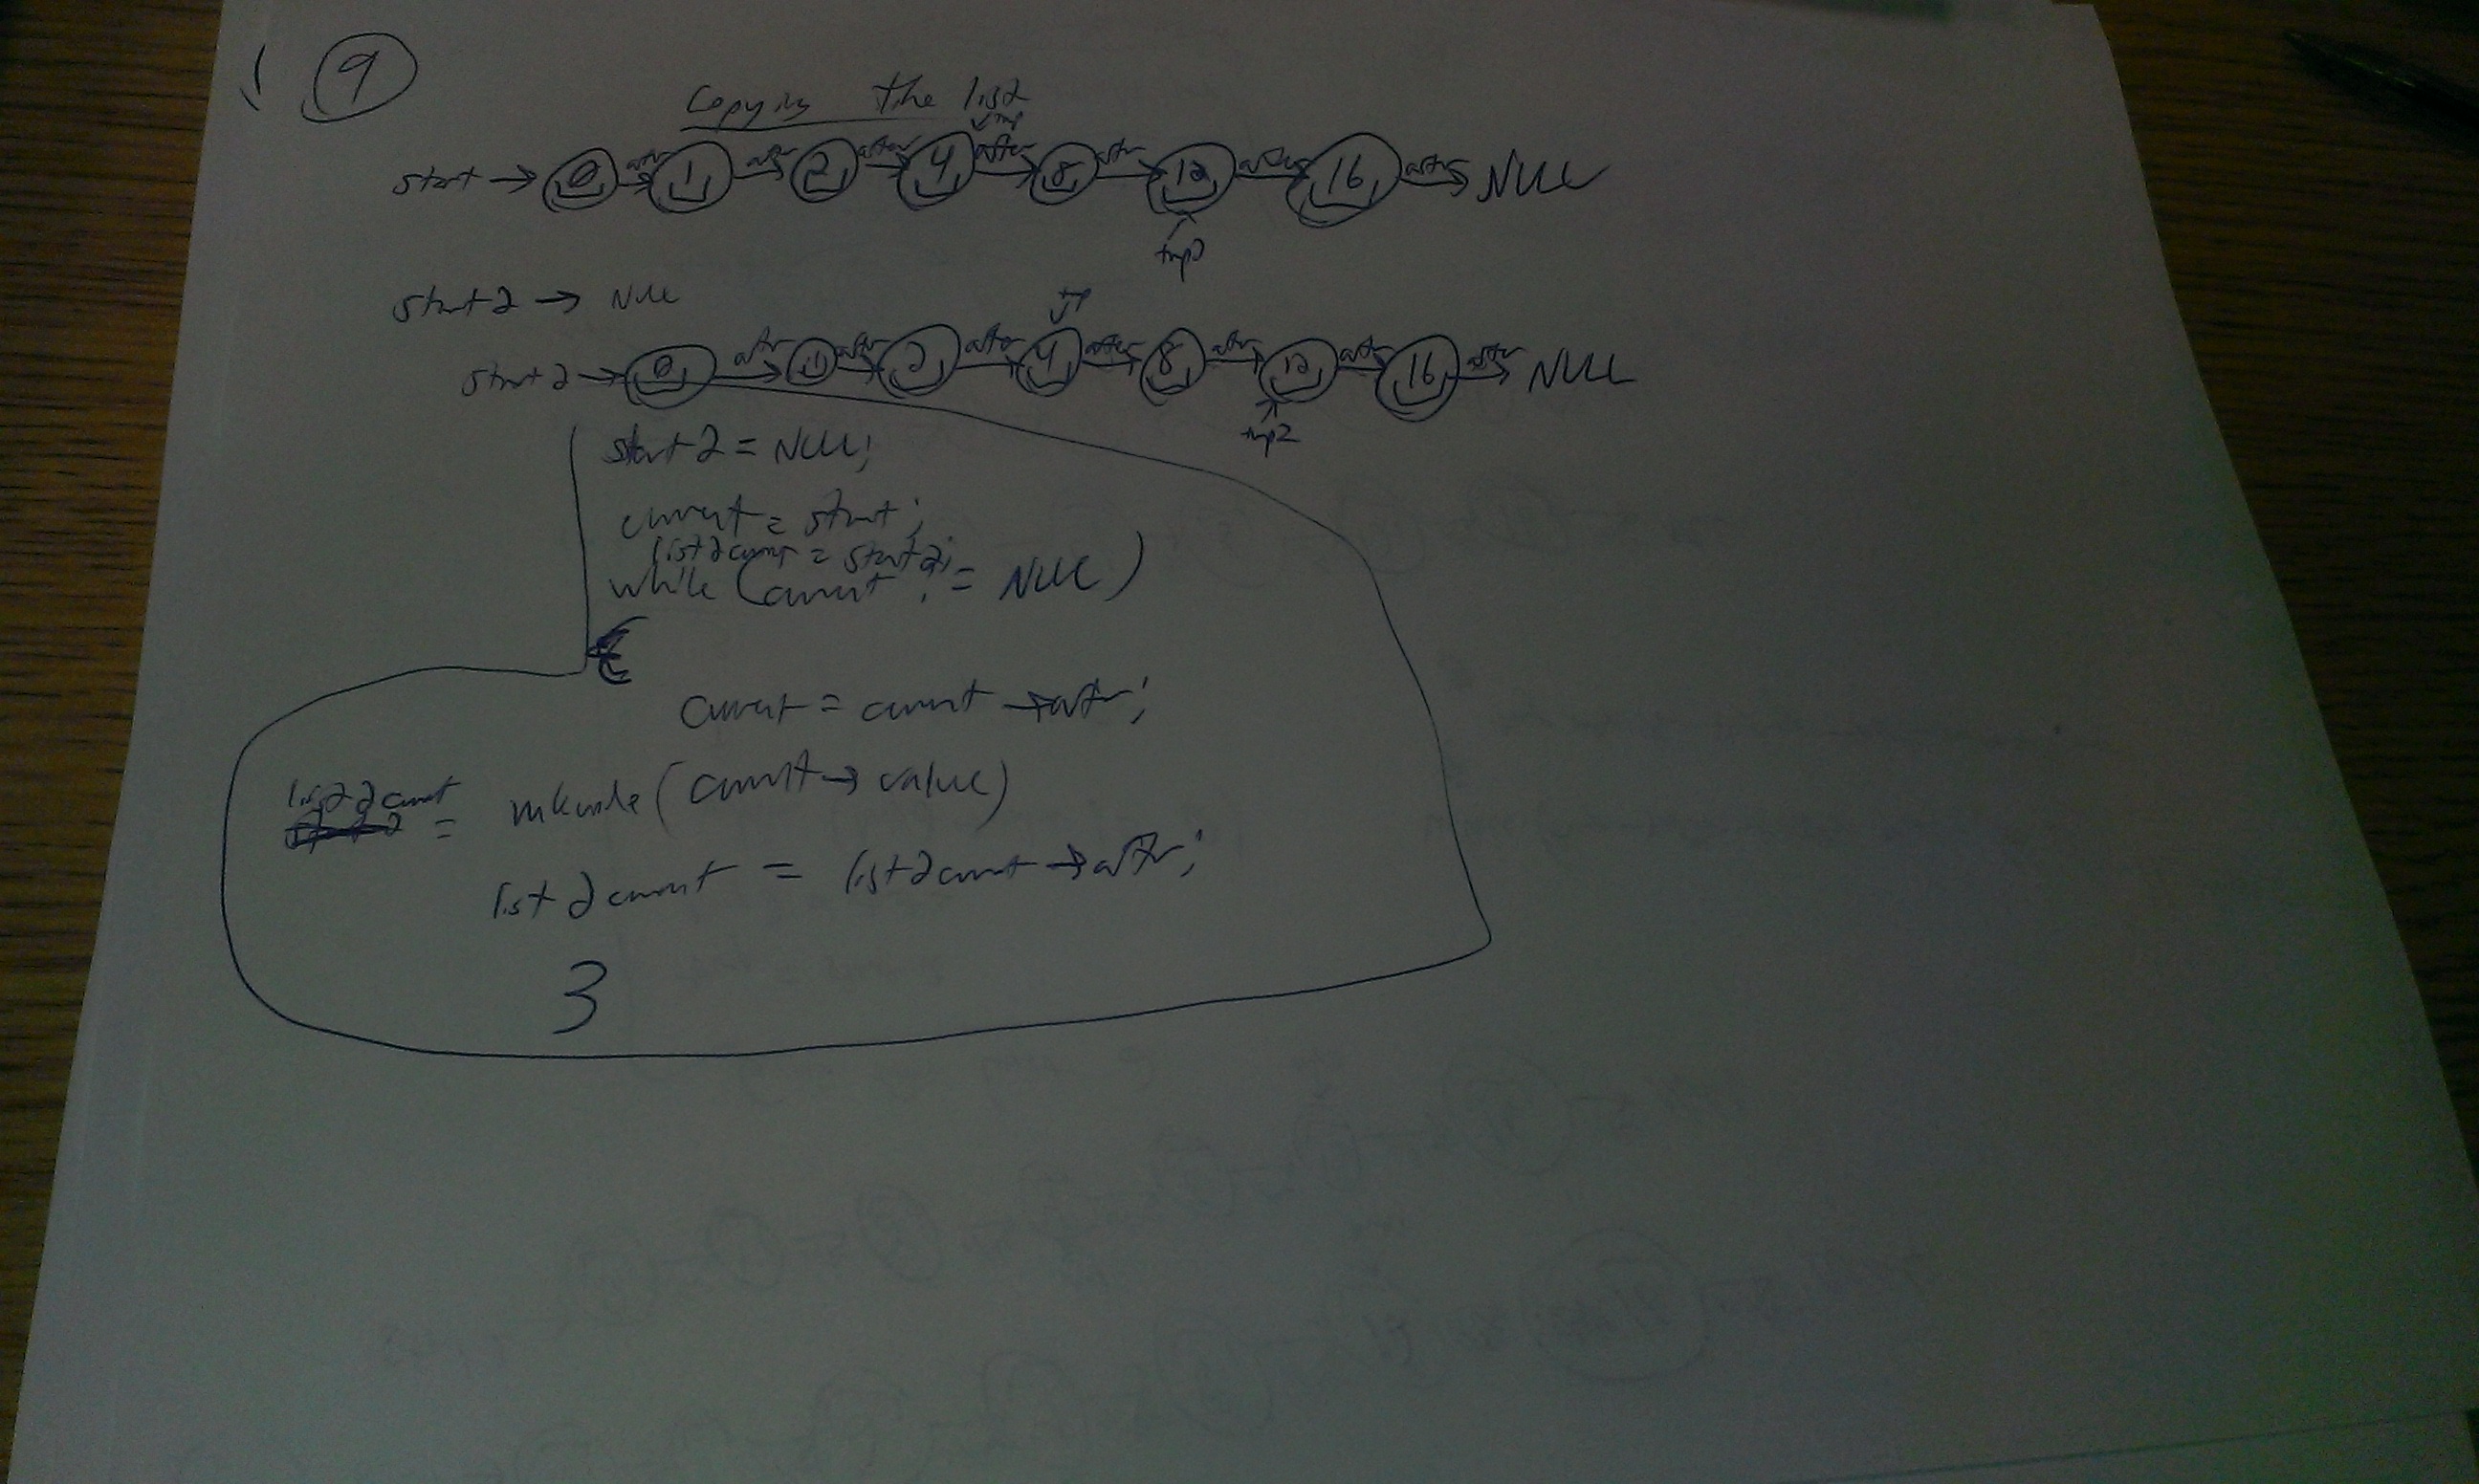 9
Copying the list
tmp
start → 0 after → 1 after → 2 after → 4 after → 8 after → 12 after → 16 after → NULL
start2 → NULL
start2 → 0 after → 1 after → 2 after → 4 after → 8 after → 12 after → 16 after → NULL
tmp2
start2 = NULL;
current = start;
list2current = start2;
while (current != NULL)
{
current = current → after;
list2current = mknode(current → value)
list2current = list2current → after;
}